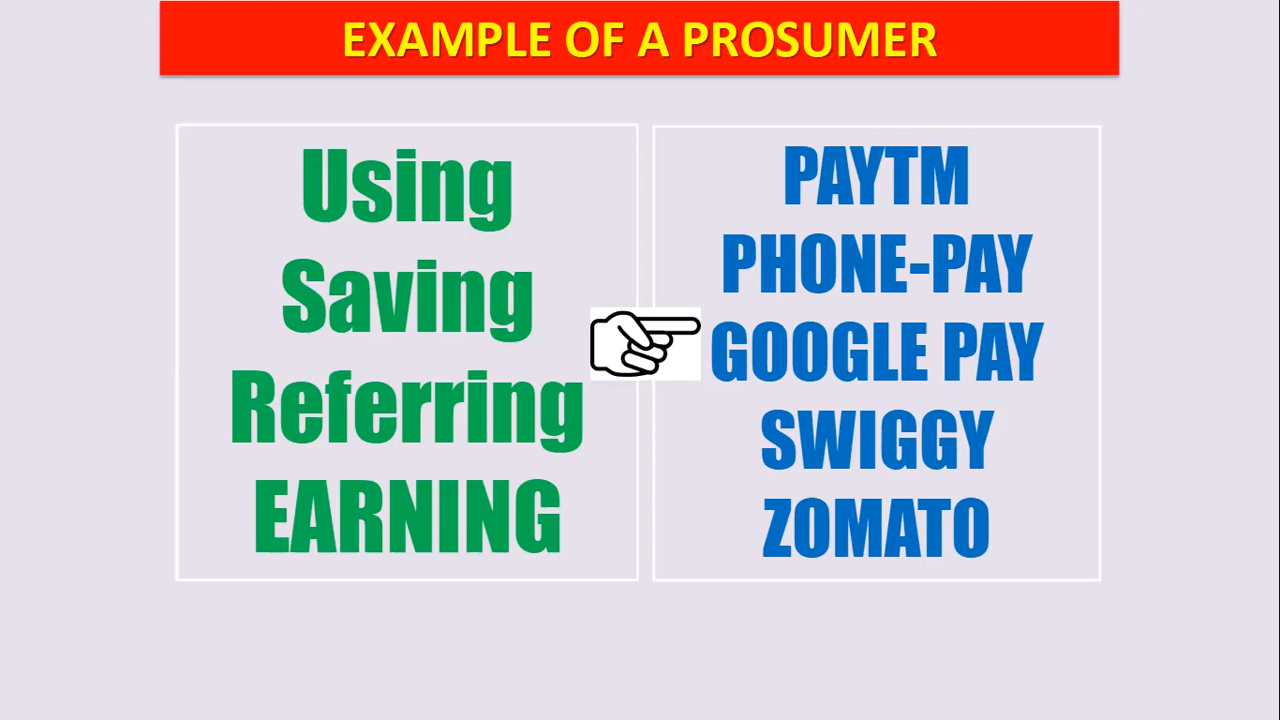 EXAMPLE OF A PROSUMER
Using
Saving
Referring
EARNING
PAYTM
PHONE-PAY
GOOGLE PAY
SWIGGY
ZOMATO